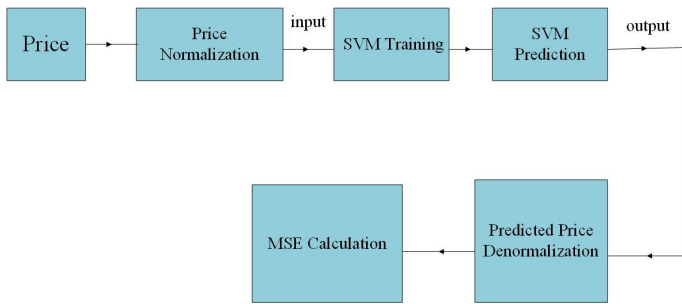 Price
Price
Normalization
input
SVM Training
SVM
Prediction
output
MSE Calculation
Predicted Price
Denormalization